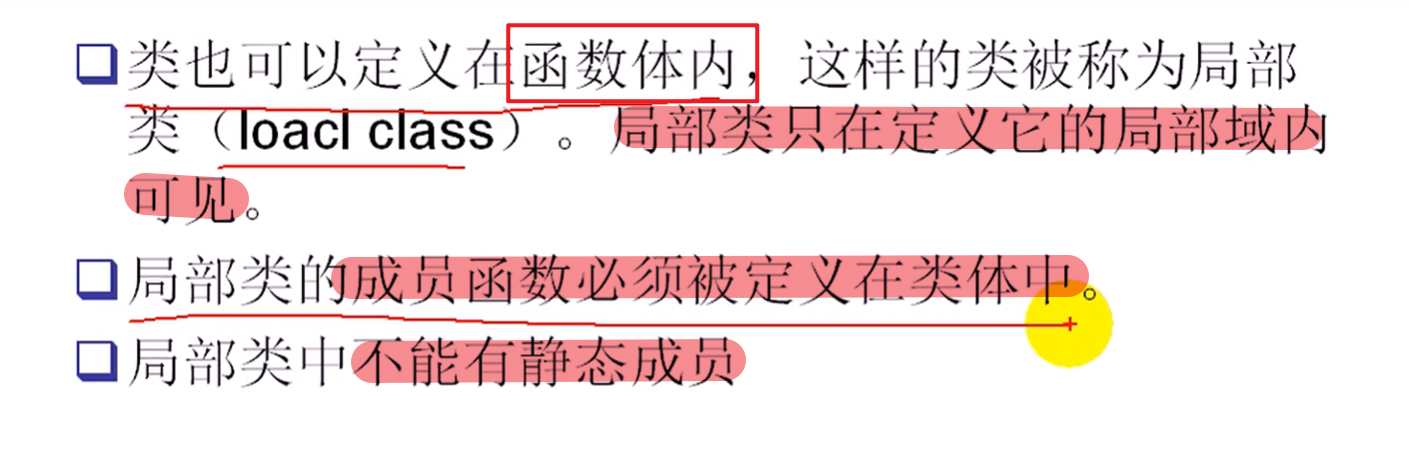 类也可以定义在函数体内，这样的类被称为局部
类（loacl class）。局部类只在定义它的局部域内
可见。
局部类的成员函数必须被定义在类体中。
局部类中不能有静态成员